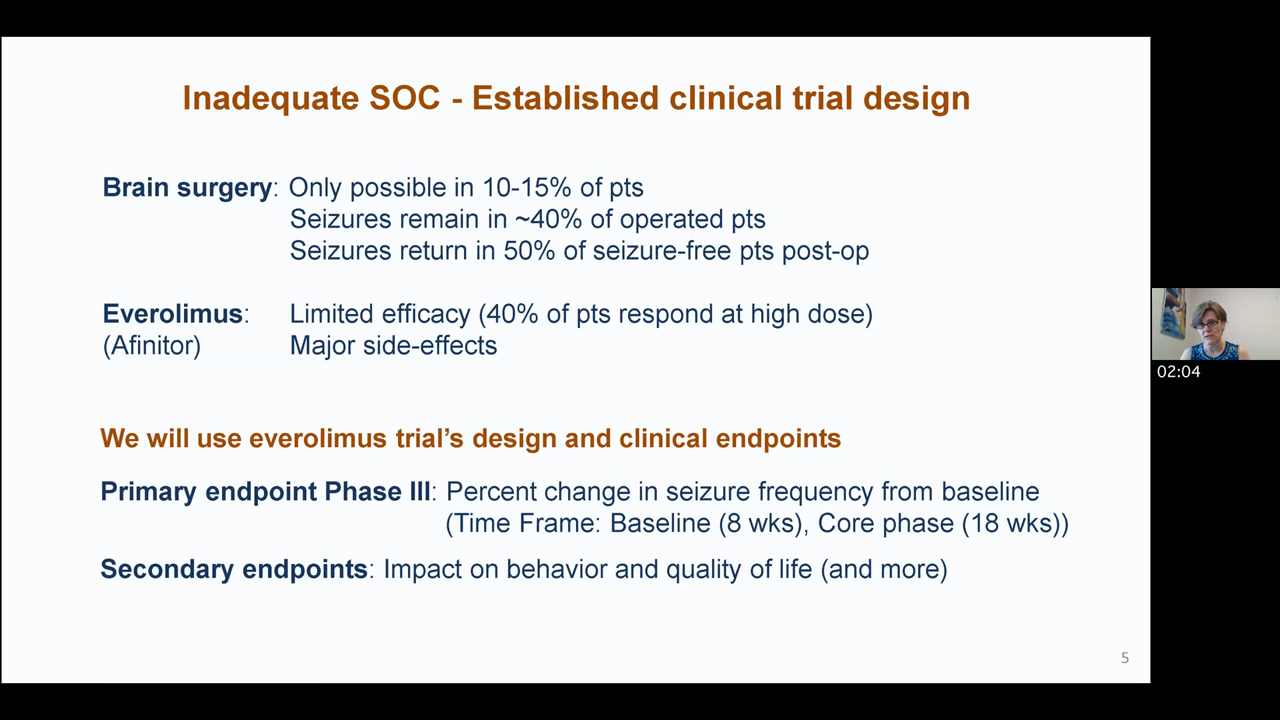 Inadequate SOC - Established clinical trial design
Brain surgery: Only possible in 10-15% of pts
Seizures remain in ~40% of operated pts
Seizures return in 50% of seizure-free pts post-op
Everolimus: Limited efficacy (40% of pts respond at high dose)
(Afinitor) Major side-effects
02:04
We will use everolimus trial’s design and clinical endpoints
Primary endpoint Phase III: Percent change in seizure frequency from baseline
(Time Frame: Baseline (8 wks), Core phase (18 wks))
Secondary endpoints: Impact on behavior and quality of life (and more)
5